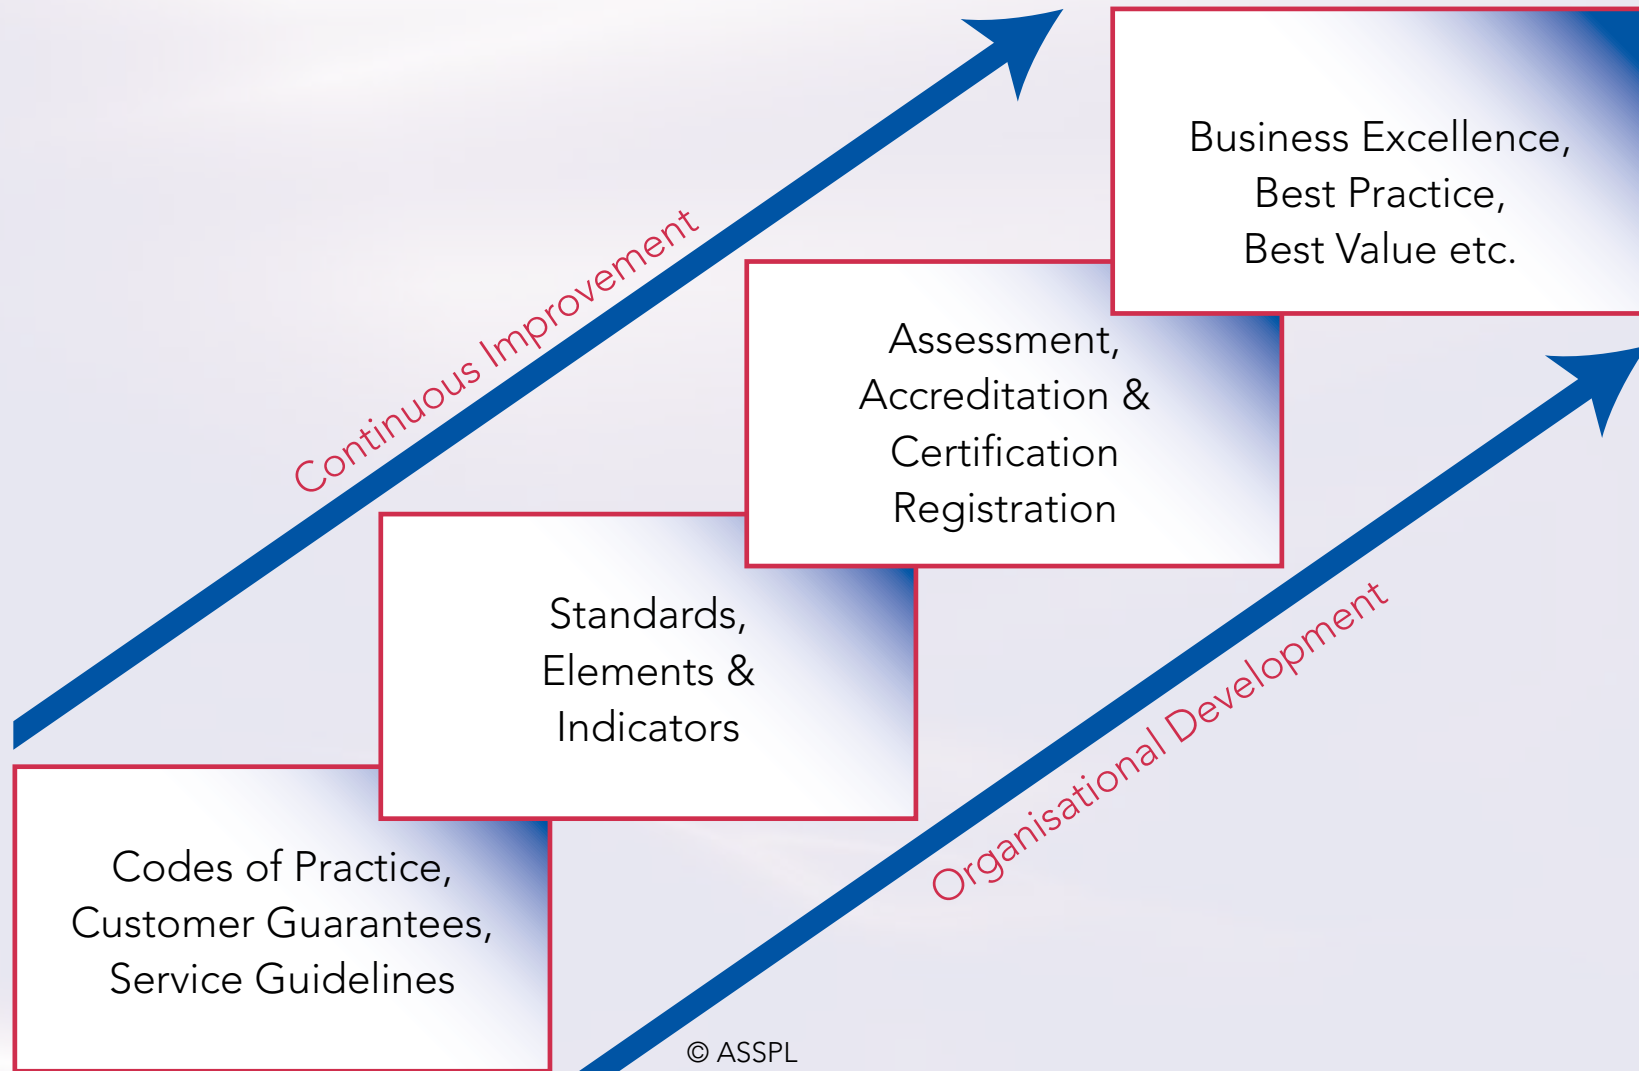 Business Excellence,
Best Practice,
Best Value etc.
Continuous Improvement
Assessment,
Accreditation &
Certification
Registration
Standards,
Elements &
Indicators
Organisational Development
Codes of Practice,
Customer Guarantees,
Service Guidelines
© ASSPL